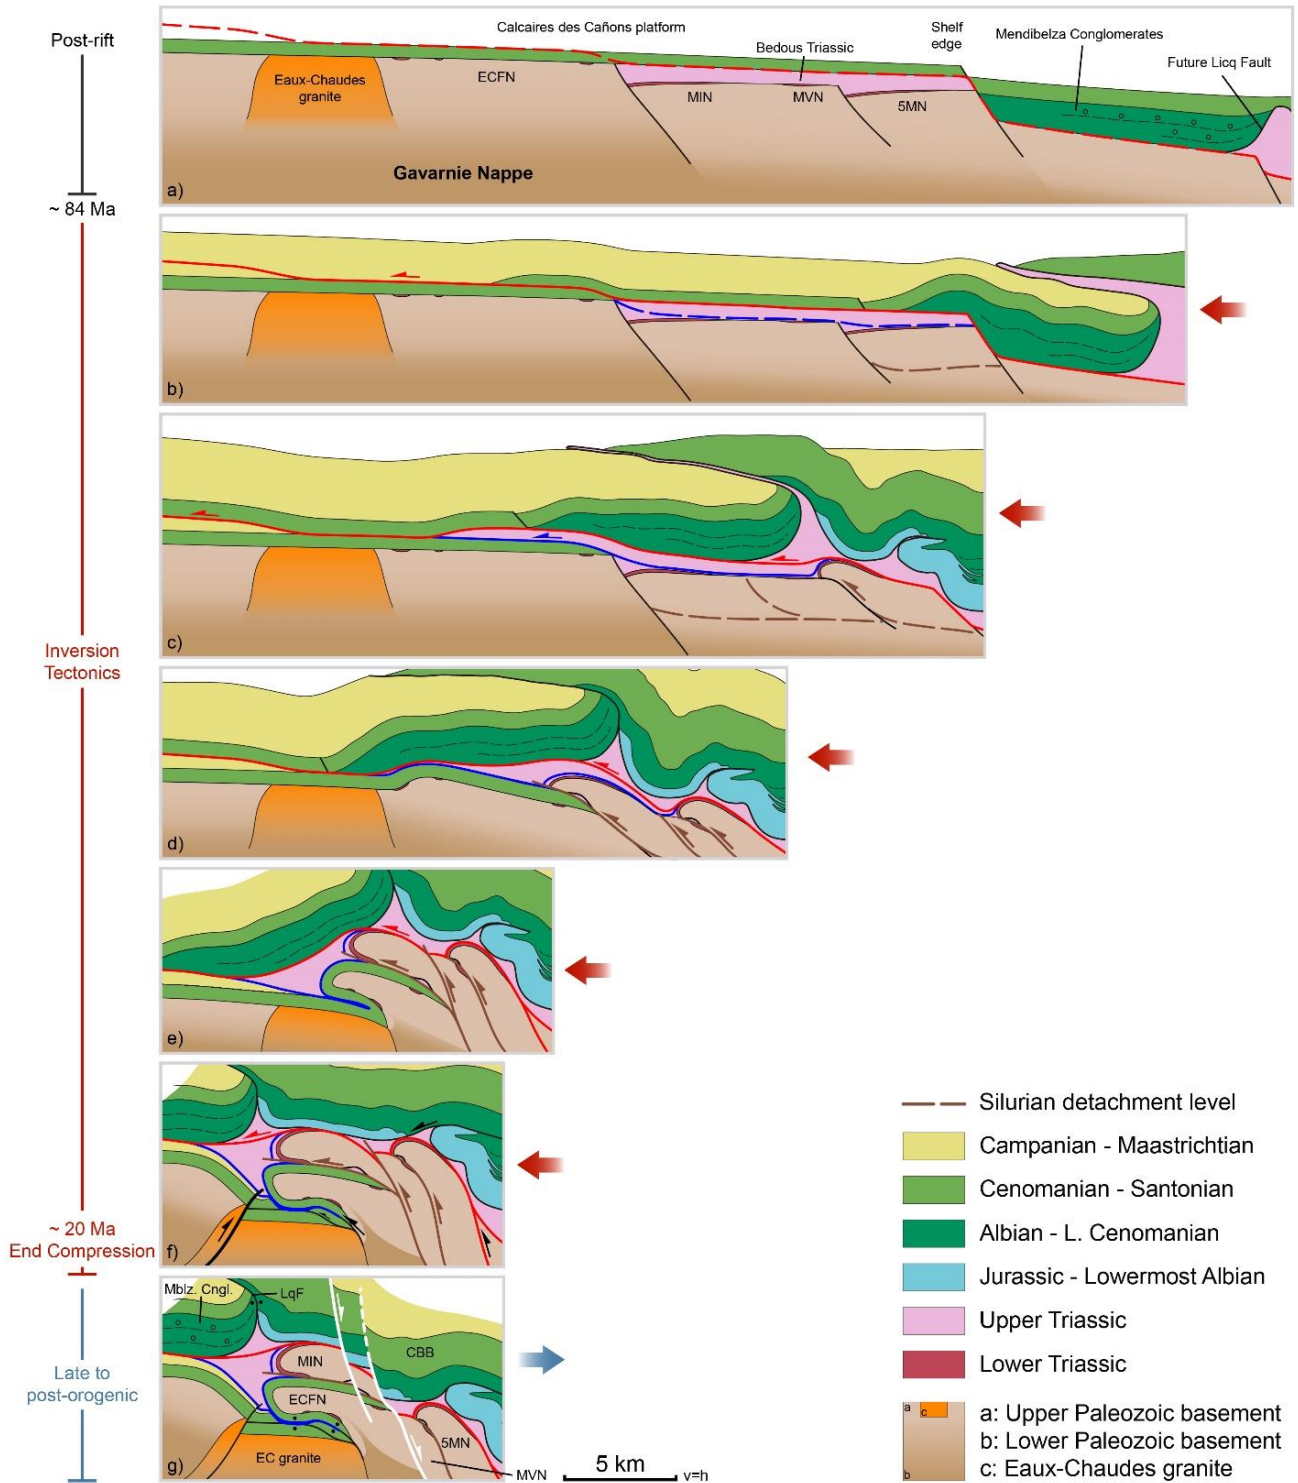 Post-rift
~ 84 Ma
Inversion
Tectonics
~ 20 Ma
End Compression
Late to
post-orogenic
Calcaires des Cañons platform
Shelf
edge
Mendibelza Conglomerates
Bedous Triassic
Future Licq Fault
Eaux-Chaudes
granite
ECFN
MIN
MVN
5MN
Gavarnie Nappe
a)
b)
c)
d)
e)
f)
Mblz. Cngl.
LqF
CBB
MIN
ECFN
5MN
EC granite
MVN
g)
5 km
v=h
Silurian detachment level
Campanian - Maastrichtian
Cenomanian - Santonian
Albian - L. Cenomanian
Jurassic - Lowermost Albian
Upper Triassic
Lower Triassic
a
c
b
a: Upper Paleozoic basement
b: Lower Paleozoic basement
c: Eaux-Chaudes granite